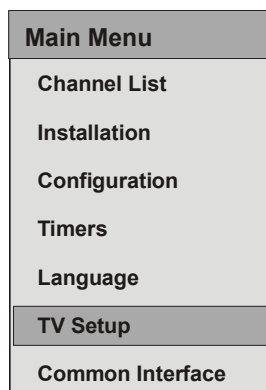 Main Menu
Channel List
Installation
Configuration
Timers
Language
TV Setup
Common Interface